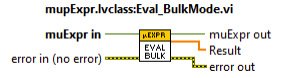 mupExpr.lvclass:Eval_BulkMode.vi
muExpr in
µEXPR
muExpr out
EVAL
BULK
Result
error in (no error)
error out